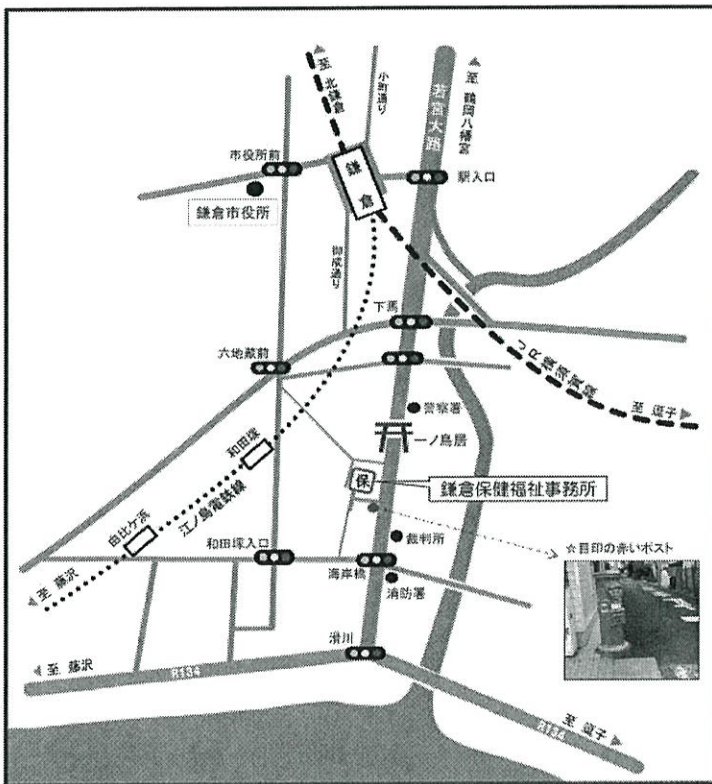 至 北鎌倉
小町通り
若宮大路
至 鶴岡八幡宮
市役所前
鎌倉
駅入口
鎌倉市役所
御成通り
下馬
六地蔵前
JR横須賀線
至 逗子
警察署
一ノ鳥居
和田塚
保
鎌倉保健福祉事務所
江ノ島電鉄線
由比ケ浜
和田塚入口
裁判所
☆目印の赤いポスト
海岸橋
至 藤沢
消防署
滑川
至 藤沢
R134
至 逗子
R134